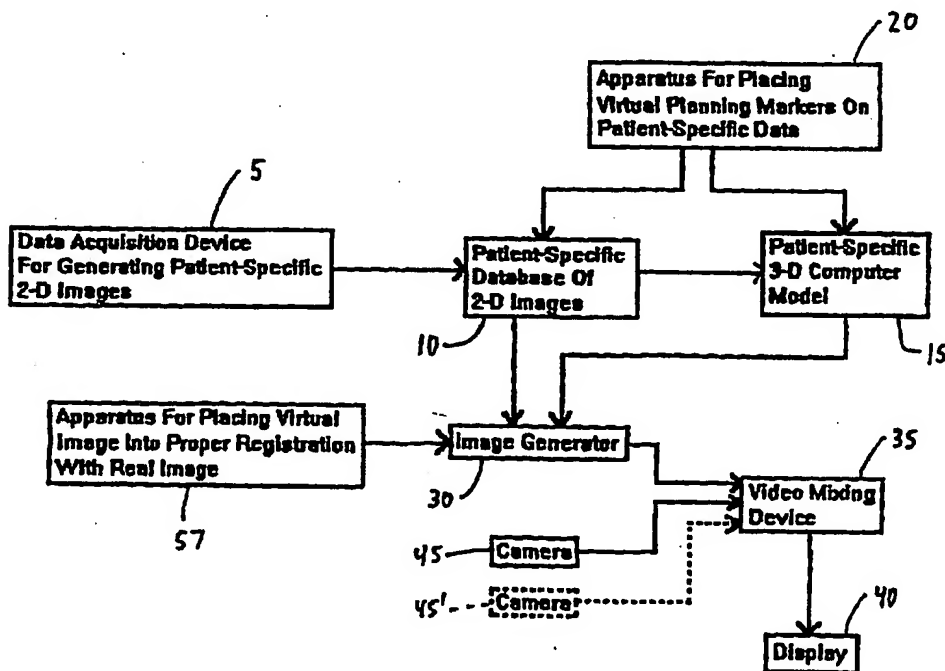 20
Apparatus For Placing
Virtual Planning Markers On
Patient-Specific Data
5
Data Acquisition Device
For Generating Patient-Specific
2-D Images
Patient-Specific
Database Of
2-D Images
Patient-Specific
3-D Computer
Model
10
15
Apparatus For Placing Virtual
Image Into Proper Registration
With Real Image
Image Generator
35
30
Video Mixing
Device
57
45
Camera
45'
Camera
40
Display